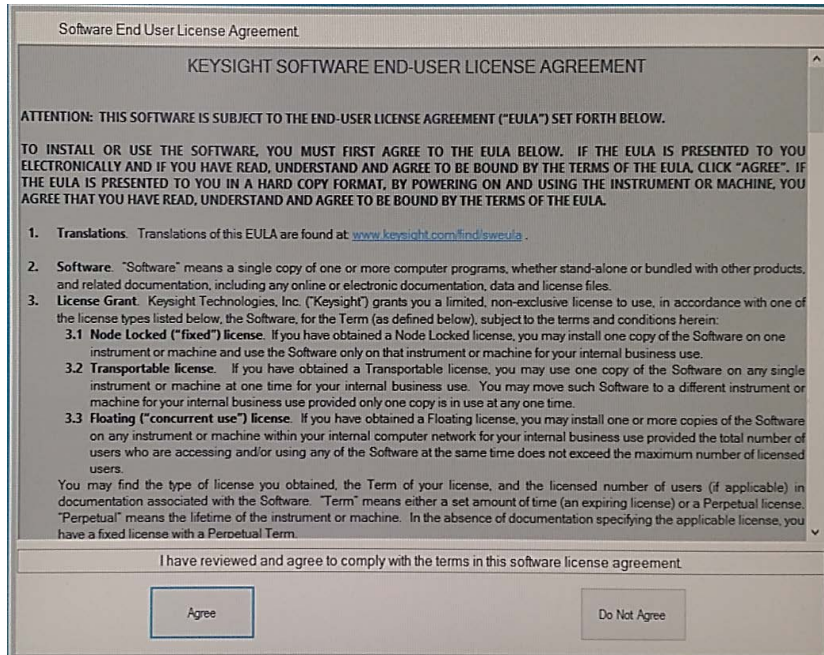 Software End User License Agreement
KEYSIGHT SOFTWARE END-USER LICENSE AGREEMENT
ATTENTION: THIS SOFTWARE IS SUBJECT TO THE END-USER LICENSE AGREEMENT ("EULA") SET FORTH BELOW.
TO INSTALL OR USE THE SOFTWARE, YOU MUST FIRST AGREE TO THE EULA BELOW. IF THE EULA IS PRESENTED TO YOU
ELECTRONICALLY AND IF YOU HAVE READ, UNDERSTAND AND AGREE TO BE BOUND BY THE TERMS OF THE EULA, CLICK "AGREE". IF
THE EULA IS PRESENTED TO YOU IN A HARD COPY FORMAT, BY POWERING ON AND USING THE INSTRUMENT OR MACHINE, YOU
AGREE THAT YOU HAVE READ, UNDERSTAND AND AGREE TO BE BOUND BY THE TERMS OF THE EULA.
1. Translations. Translations of this EULA are found at: www.keysight.com/find/sweula .
2. Software. "Software" means a single copy of one or more computer programs, whether stand-alone or bundled with other products,
and related documentation, including any online or electronic documentation, data and license files.
3. License Grant. Keysight Technologies, Inc. ("Keysight") grants you a limited, non-exclusive license to use, in accordance with one of
the license types listed below, the Software, for the Term (as defined below), subject to the terms and conditions herein:
3.1 Node Locked ("fixed") license. If you have obtained a Node Locked license, you may install one copy of the Software on one
instrument or machine and use the Software only on that instrument or machine for your internal business use.
3.2 Transportable license. If you have obtained a Transportable license, you may use one copy of the Software on any single
instrument or machine at one time for your internal business use. You may move such Software to a different instrument or
machine for your internal business use provided only one copy is in use at any one time.
3.3 Floating ("concurrent use") license. If you have obtained a Floating license, you may install one or more copies of the Software
on any instrument or machine within your internal computer network for your internal business use provided the total number of
users who are accessing and/or using any of the Software at the same time does not exceed the maximum number of licensed
users.
You may find the type of license you obtained, the Term of your license, and the licensed number of users (if applicable) in
documentation associated with the Software. "Term" means either a set amount of time (an expiring license) or a Perpetual license.
"Perpetual" means the lifetime of the instrument or machine. In the absence of documentation specifying the applicable license, you
have a fixed license with a Perpetual Term.
I have reviewed and agree to comply with the terms in this software license agreement.
Agree
Do Not Agree